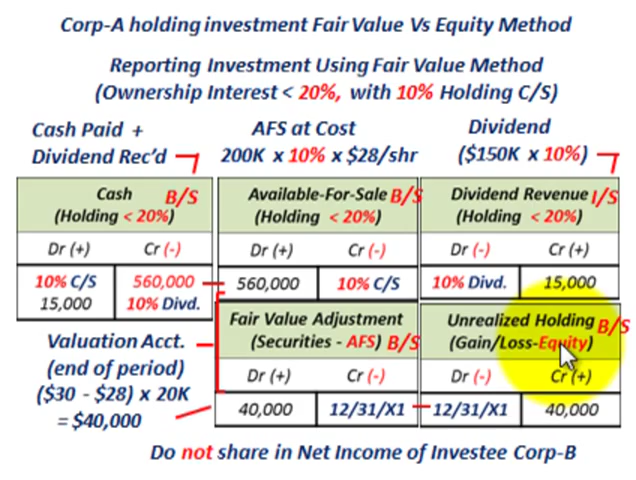 Corp-A holding investment Fair Value Vs Equity Method
Reporting Investment Using Fair Value Method
(Ownership Interest < 20%, with 10% Holding C/S)
Cash Paid +
Dividend Rec'd
AFS at Cost
200K x 10% x $28/shr
Dividend
($150K x 10%)
Cash B/S
(Holding < 20%)
Dr (+) Cr (-)
10% C/S 560,000
15,000 10% Divd.
Available-For-Sale B/S
(Holding < 20%)
Dr (+) Cr (-)
560,000 10% C/S
Dividend Revenue I/S
(Holding < 20%)
Dr (-) Cr (+)
10% Divd. 15,000
Valuation Acct.
(end of period)
($30 - $28) x 20K
= $40,000
Fair Value Adjustment
(Securities - AFS) B/S
Dr (+) Cr (-)
40,000 12/31/X1
Unrealized Holding B/S
(Gain/Loss-Equity)
Dr (-) Cr (+)
12/31/X1 40,000
Do not share in Net Income of Investee Corp-B